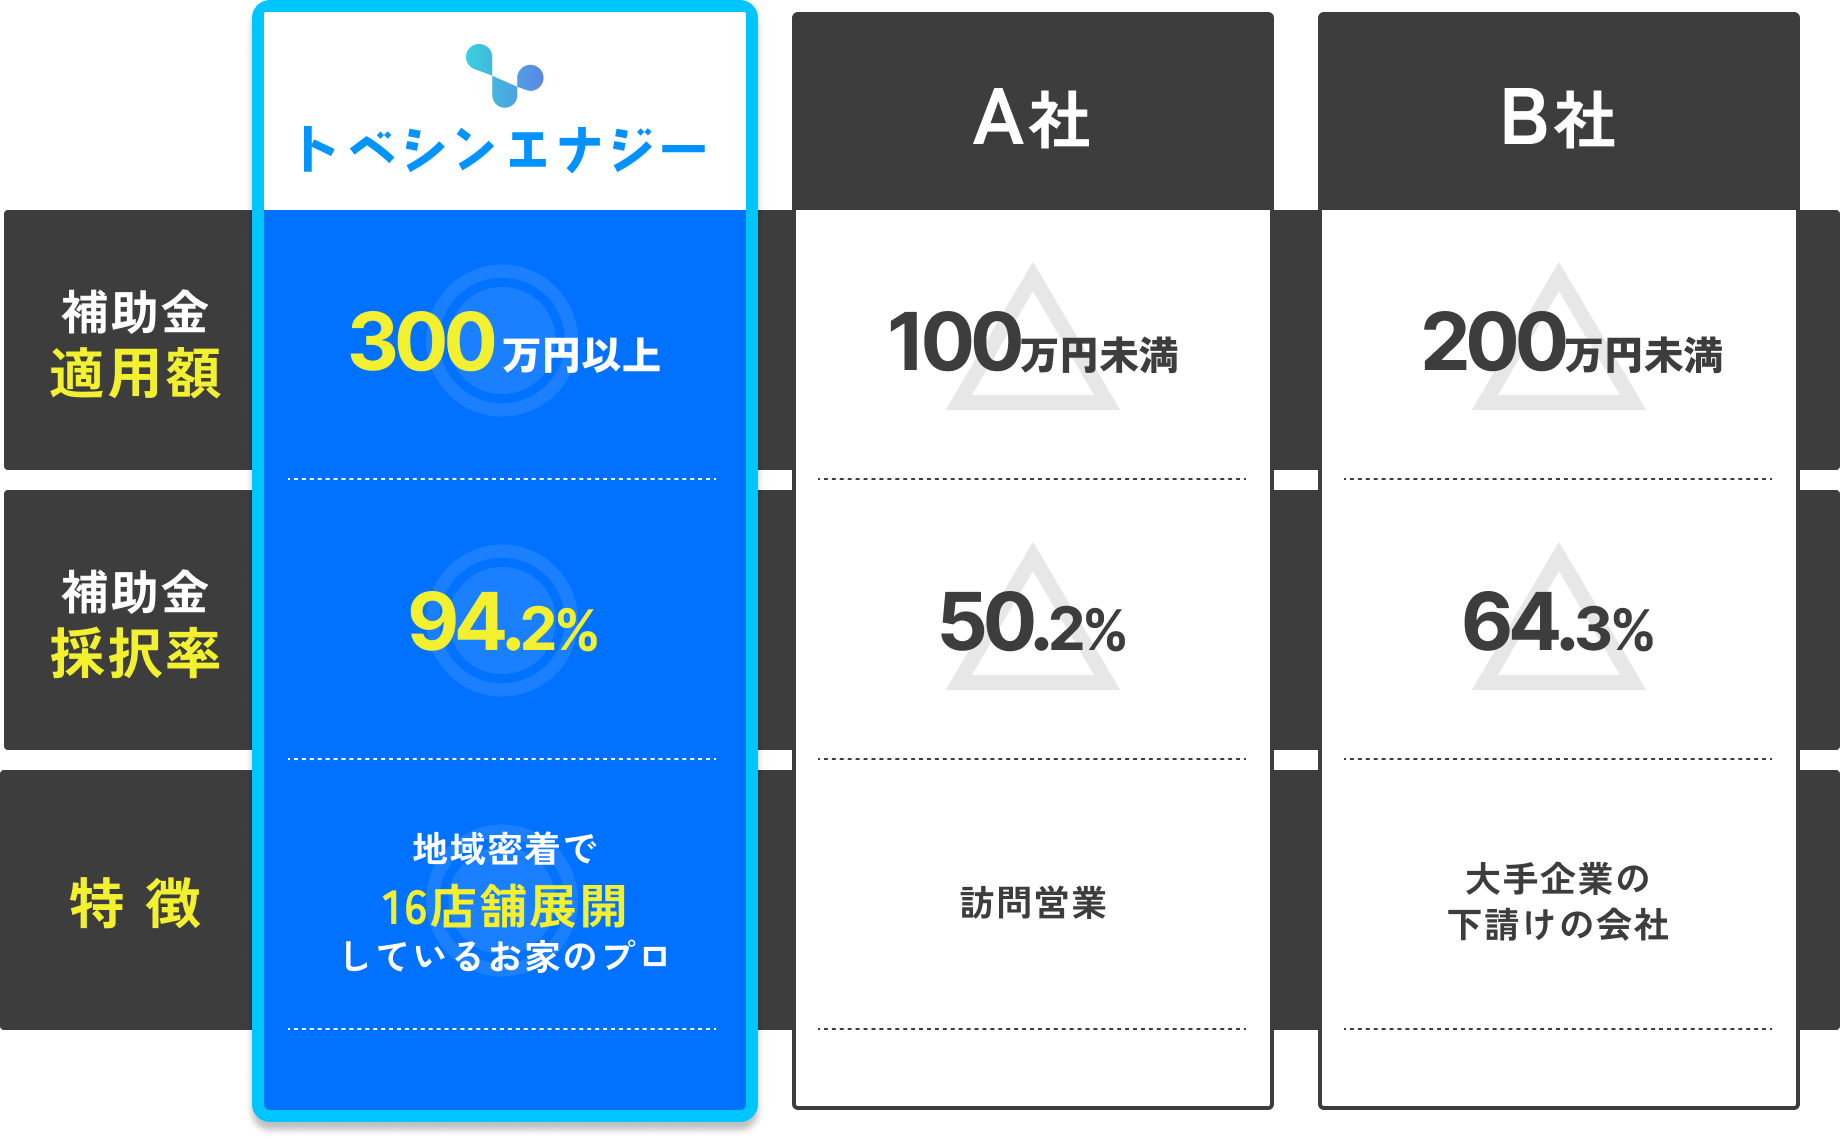 トベシンエナジー
A社
B社
補助金
適用額
300万円以上
100万円未満
200万円未満
補助金
採択率
94.2%
50.2%
64.3%
特徴
地域密着で
16店舗展開
しているお家のプロ
訪問営業
大手企業の
下請けの会社